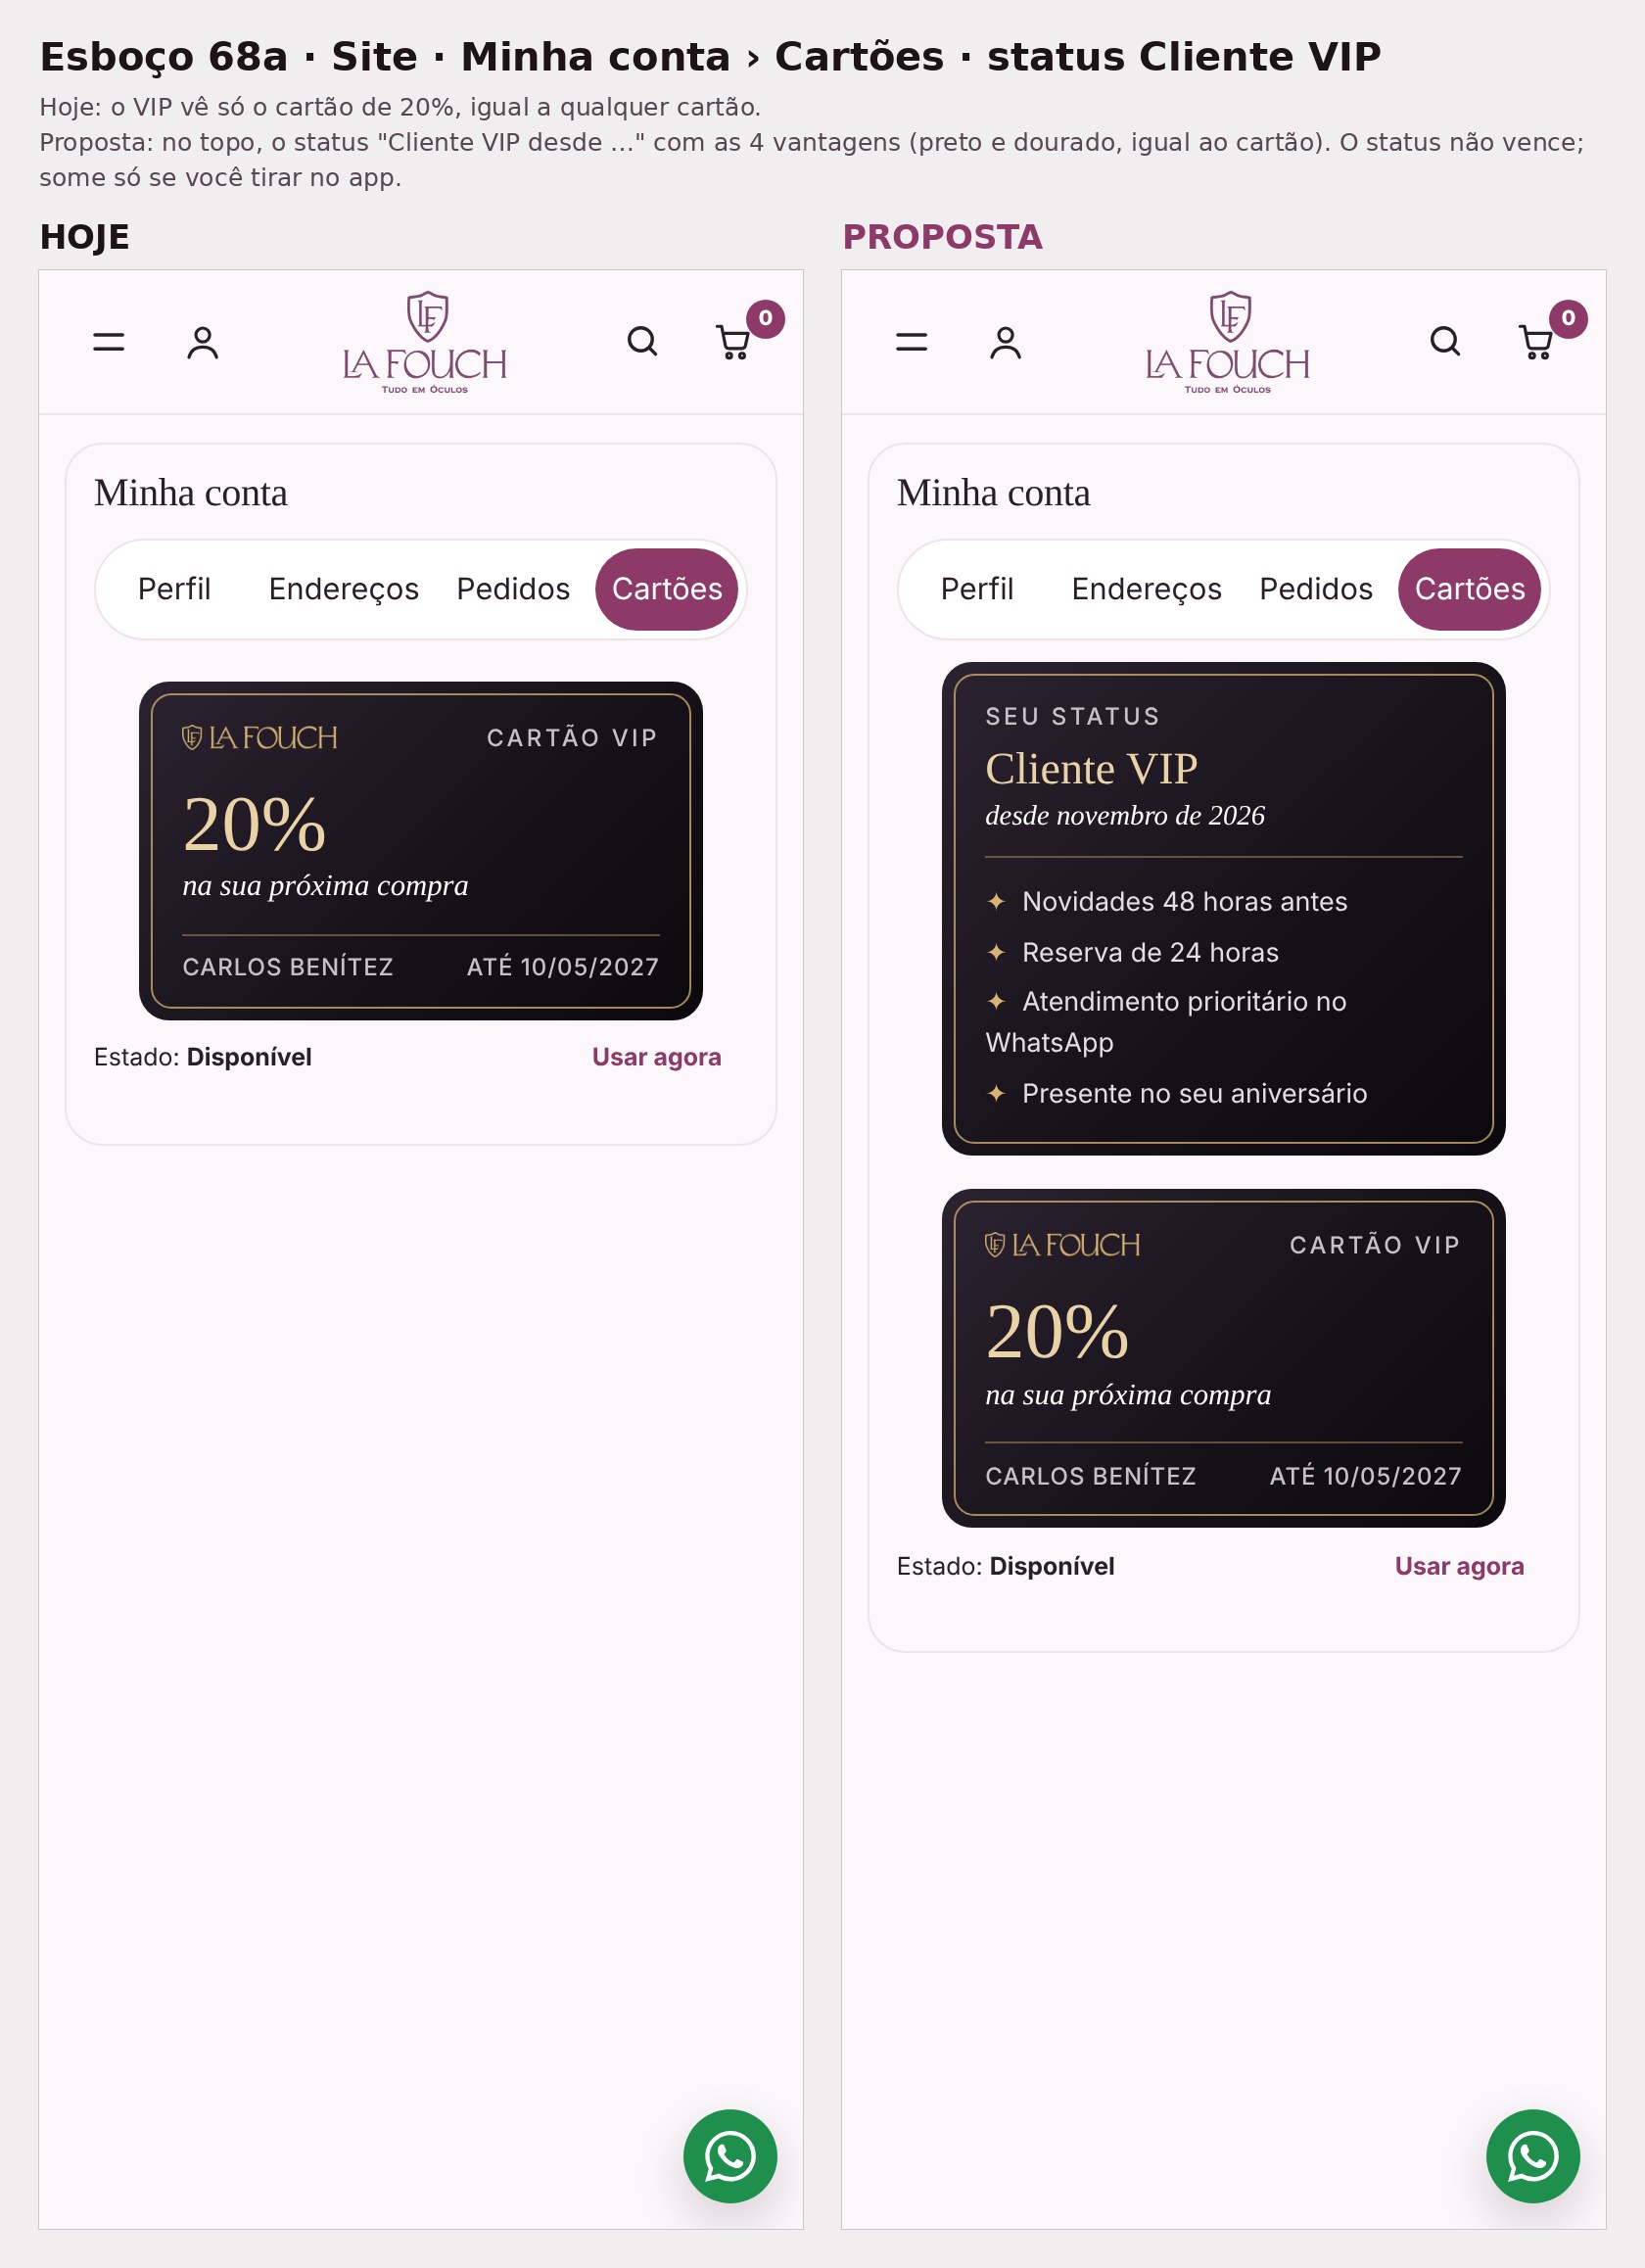 Esboço 68a · Site · Minha conta › Cartões · status Cliente VIP
Hoje: o VIP vê só o cartão de 20%, igual a qualquer cartão.
Proposta: no topo, o status "Cliente VIP desde ..." com as 4 vantagens (preto e dourado, igual ao cartão). O status não vence;
some só se você tirar no app.
HOJE
LF
LA FOUCH
Tudo em Óculos
0
Minha conta
Perfil Endereços Pedidos Cartões
LF LA FOUCH CARTÃO VIP
20%
na sua próxima compra
CARLOS BENÍTEZ ATÉ 10/05/2027
Estado: Disponível Usar agora
PROPOSTA
LF
LA FOUCH
Tudo em Óculos
0
Minha conta
Perfil Endereços Pedidos Cartões
SEU STATUS
Cliente VIP
desde novembro de 2026
✦ Novidades 48 horas antes
✦ Reserva de 24 horas
✦ Atendimento prioritário no
WhatsApp
✦ Presente no seu aniversário
LF LA FOUCH CARTÃO VIP
20%
na sua próxima compra
CARLOS BENÍTEZ ATÉ 10/05/2027
Estado: Disponível Usar agora